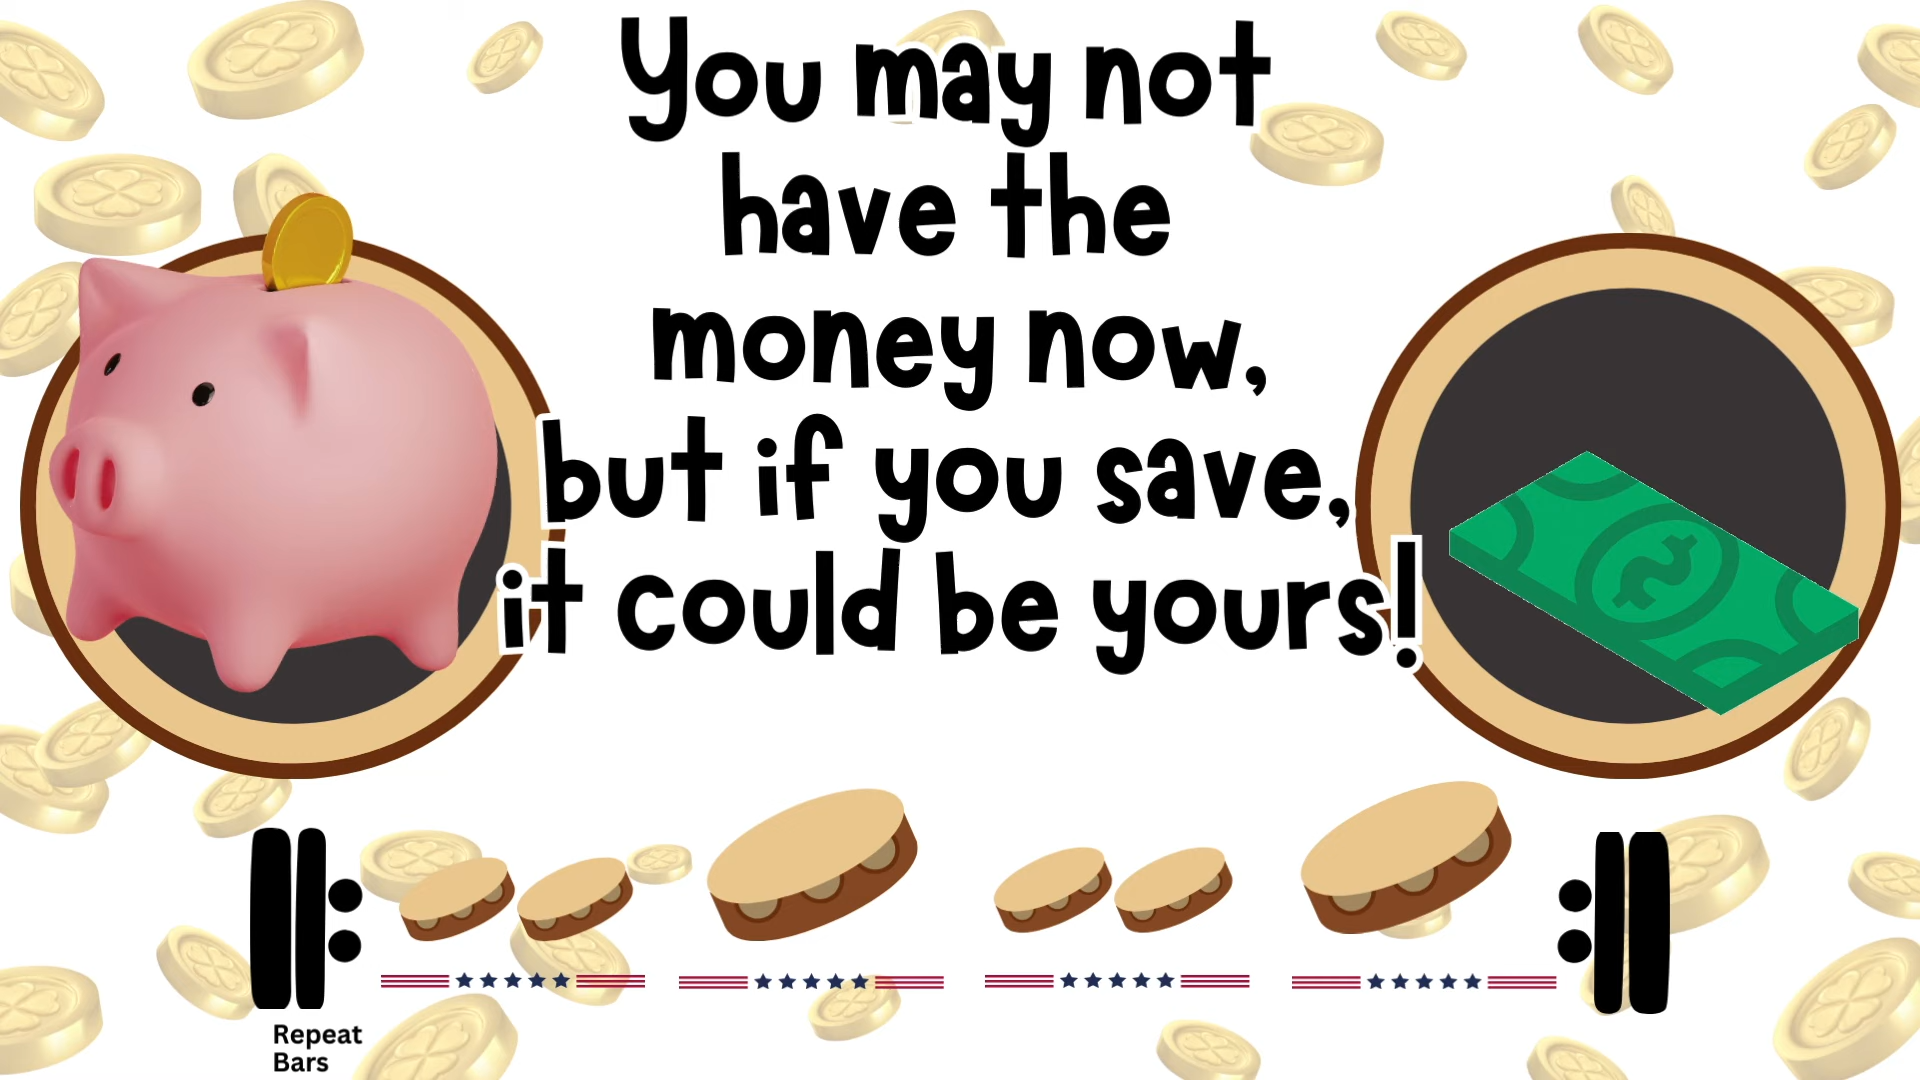 You may not
have the
money now,
but if you save,
it could be yours!
Repeat
Bars